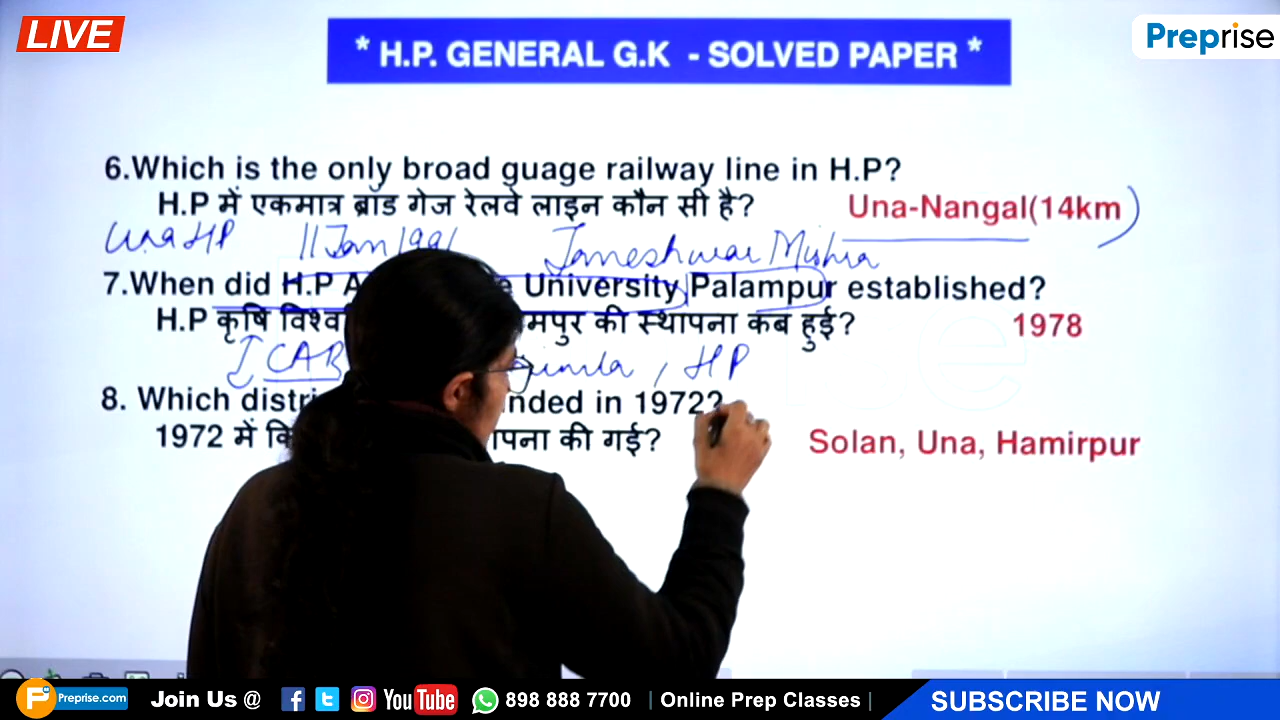 LIVE
* H.P. GENERAL G.K - SOLVED PAPER *
Preprise
6.Which is the only broad guage railway line in H.P?
H.P में एकमात्र ब्रॉड गेज रेलवे लाइन कौन सी है? Una-Nangal(14km)
Una HP 11 Jan 1991 Janeshwar Mishra
7.When did H.P A e University Palampur established?
H.P कृषि विश्व मपुर की स्थापना कब हुई? 1978
ICAR HP
8. Which distri nded in 1972?
1972 में कि पना की गई? Solan, Una, Hamirpur
Preprise.com Join Us @ YouTube 898 888 7700 | Online Prep Classes | SUBSCRIBE NOW